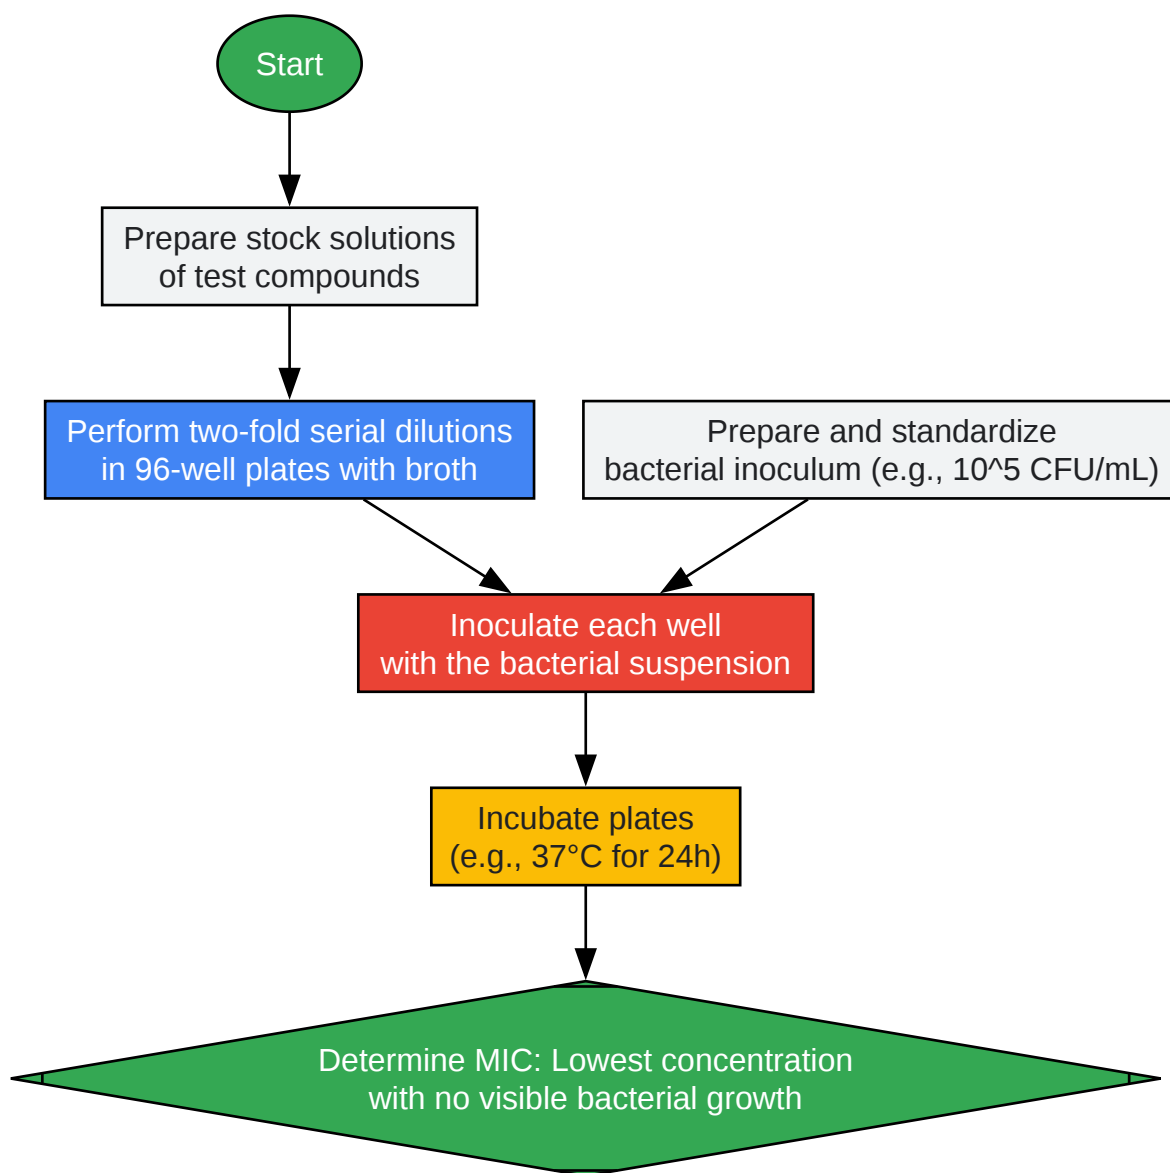 Start
Prepare stock solutions
of test compounds
Perform two-fold serial dilutions
in 96-well plates with broth
Prepare and standardize
bacterial inoculum (e.g., 10^5 CFU/mL)
Inoculate each well
with the bacterial suspension
Incubate plates
(e.g., 37°C for 24h)
Determine MIC: Lowest concentration
with no visible bacterial growth